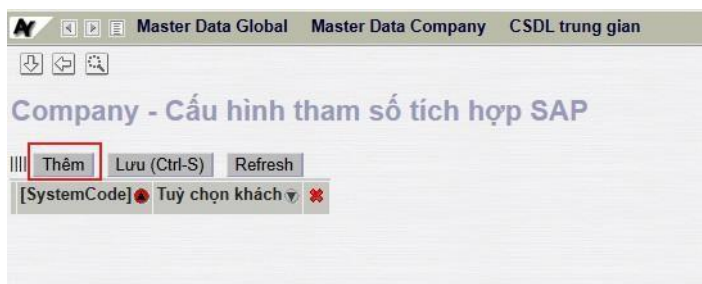 Master Data Global Master Data Company CSDL trung gian
Company - Cấu hình tham số tích hợp SAP
Thêm Lưu (Ctrl-S) Refresh
[SystemCode] Tuỳ chọn khách